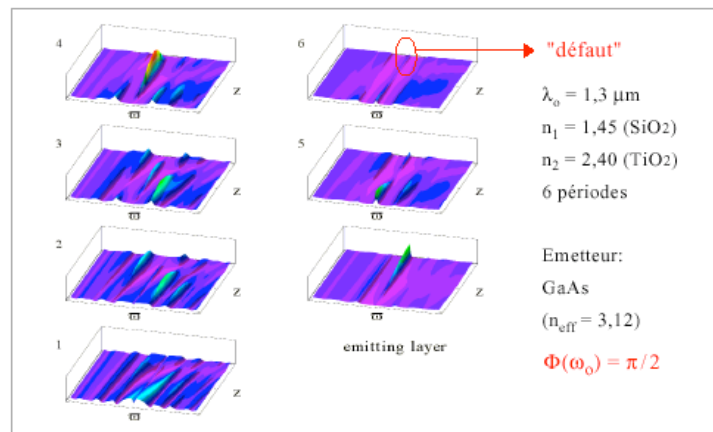 4
Z
ϖ
3
Z
ϖ
2
Z
ϖ
1
Z
ϖ
6
Z
ϖ
5
Z
ϖ
Z
ϖ
emitting layer
"défaut"
λo = 1,3 μm
n1 = 1,45 (SiO2)
n2 = 2,40 (TiO2)
6 périodes
Emetteur:
GaAs
(neff = 3,12)
Φ(ωo) = π/2